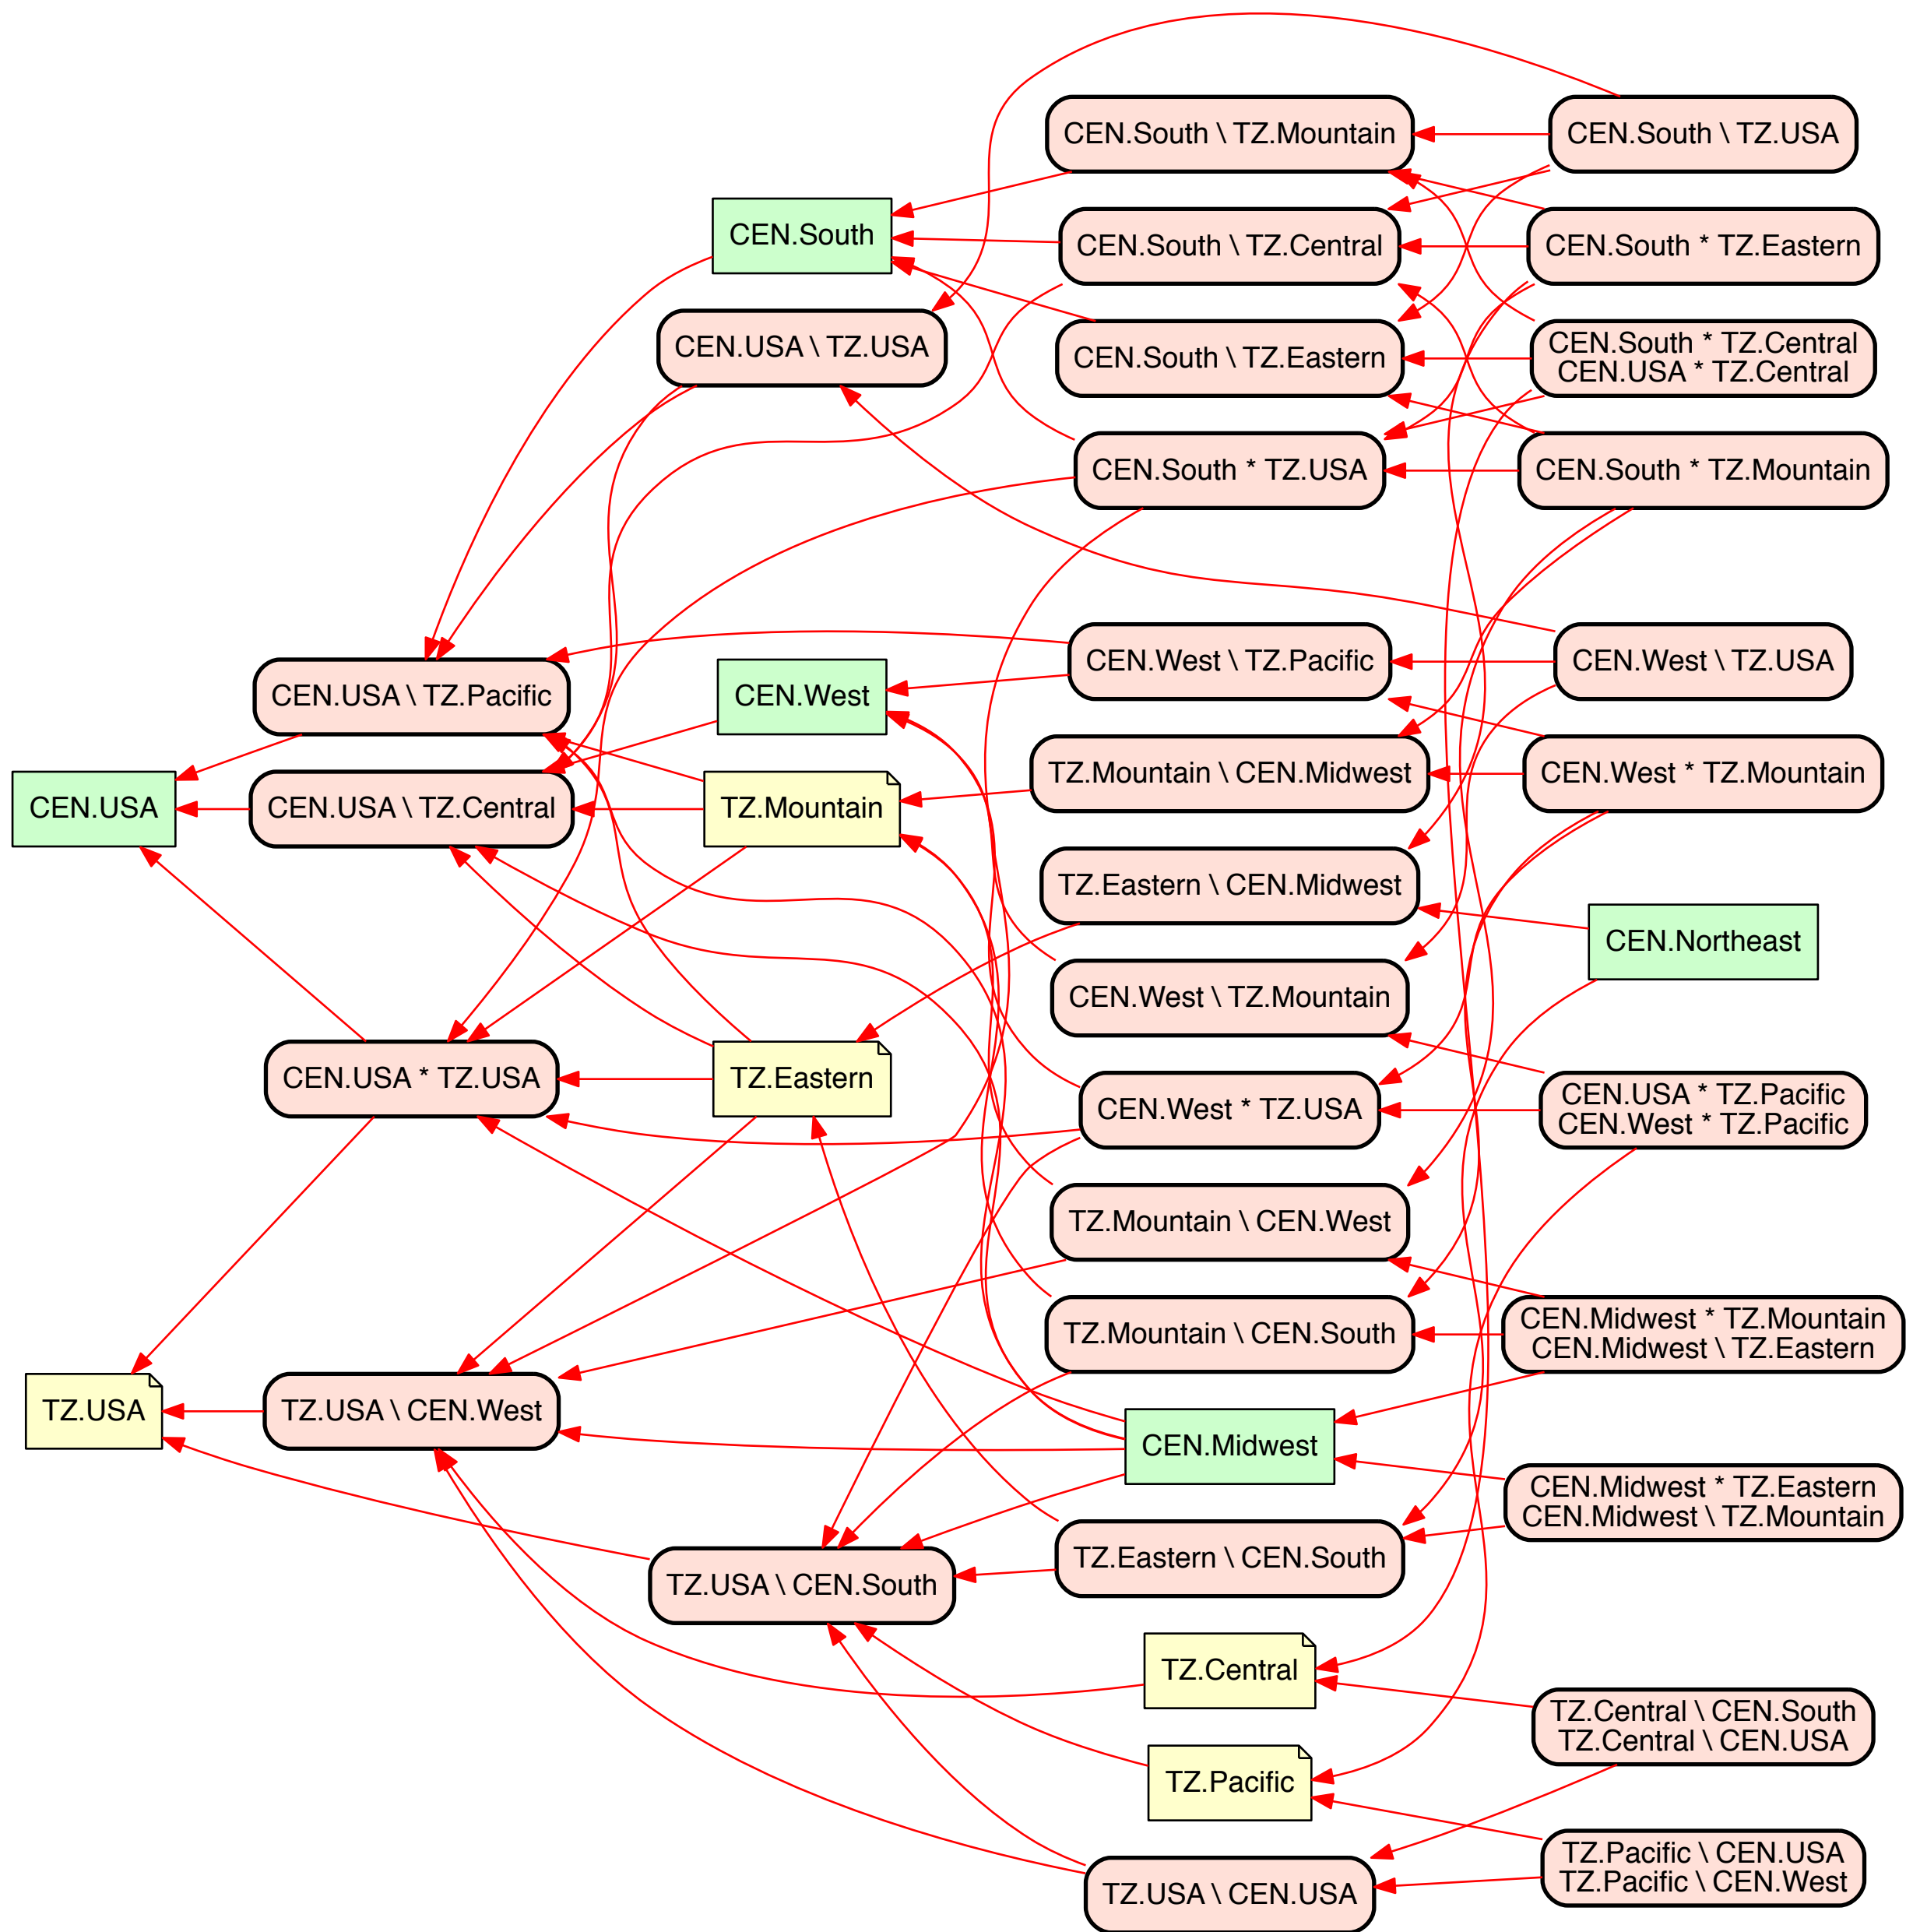 CEN.South \ TZ.Mountain
CEN.South \ TZ.USA
CEN.South
CEN.South \ TZ.Central
CEN.South * TZ.Eastern
CEN.USA \ TZ.USA
CEN.South \ TZ.Eastern
CEN.South * TZ.Central
CEN.USA * TZ.Central
CEN.South * TZ.USA
CEN.South * TZ.Mountain
CEN.USA \ TZ.Pacific
CEN.West
CEN.West \ TZ.Pacific
CEN.West \ TZ.USA
CEN.USA
CEN.USA \ TZ.Central
TZ.Mountain
TZ.Mountain \ CEN.Midwest
CEN.West * TZ.Mountain
TZ.Eastern \ CEN.Midwest
CEN.Northeast
CEN.West \ TZ.Mountain
CEN.USA * TZ.USA
TZ.Eastern
CEN.West * TZ.USA
CEN.USA * TZ.Pacific
CEN.West * TZ.Pacific
TZ.Mountain \ CEN.West
TZ.Mountain \ CEN.South
CEN.Midwest * TZ.Mountain
CEN.Midwest \ TZ.Eastern
TZ.USA
TZ.USA \ CEN.West
CEN.Midwest
CEN.Midwest * TZ.Eastern
CEN.Midwest \ TZ.Mountain
TZ.USA \ CEN.South
TZ.Eastern \ CEN.South
TZ.Central
TZ.Central \ CEN.South
TZ.Central \ CEN.USA
TZ.Pacific
TZ.Pacific \ CEN.USA
TZ.Pacific \ CEN.West
TZ.USA \ CEN.USA